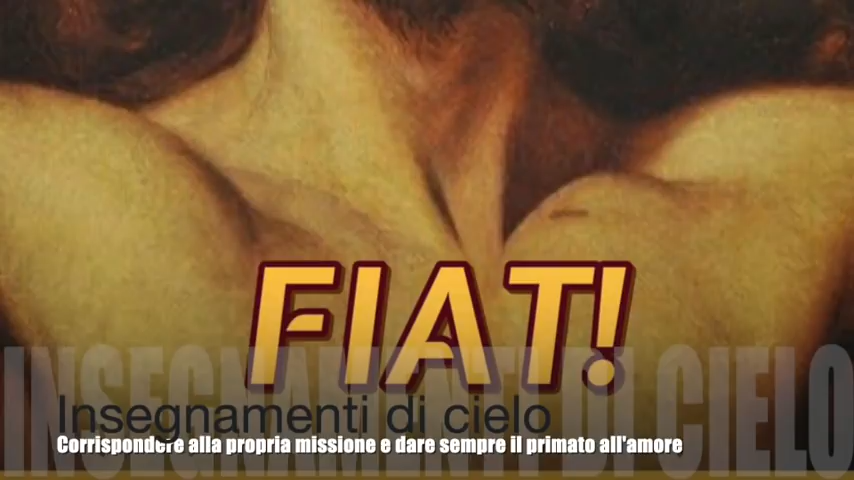 FIAT!
INSEGNAMENTI DI CIELO
Insegnamenti di cielo
Corrispondere alla propria missione e dare sempre il primato all'amore